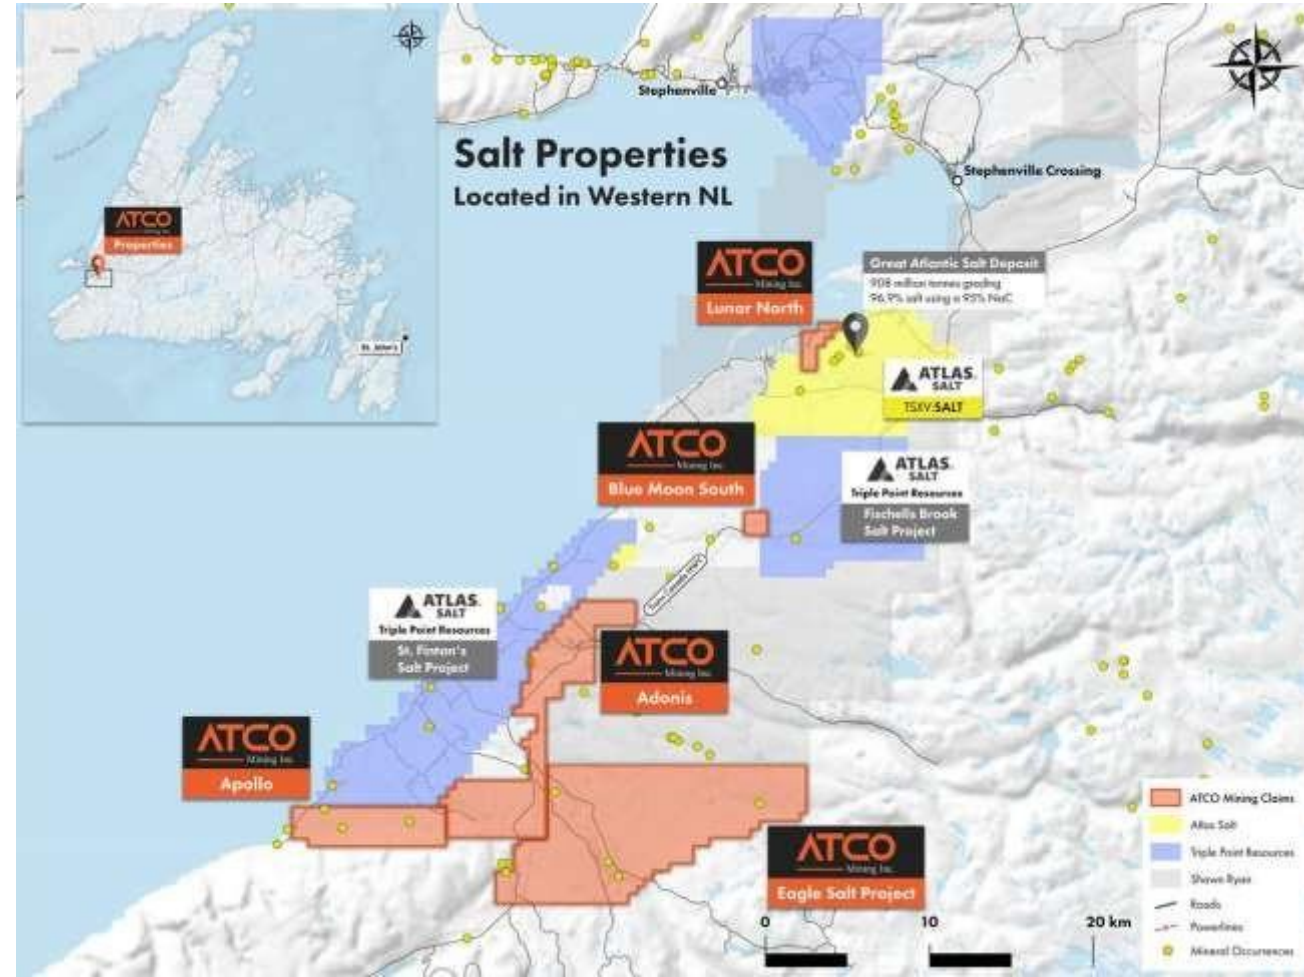 Stephenville
Salt Properties
Located in Western NL
Stephenville Crossing
ATCO
Mining Inc.
Properties
St. John's
ATCO
Mining Inc.
Lunar North
Great Atlantic Salt Deposit
908 million tonnes grading
96.9% salt using a 95% NaC
ATLAS
SALT
TSXV:SALT
ATCO
Mining Inc.
Blue Moon South
ATLAS
SALT
Triple Point Resources
Fischells Brook
Salt Project
ATLAS
SALT
Triple Point Resources
St. Fintan's
Salt Project
ATCO
Mining Inc.
Adonis
ATCO
Mining Inc.
Apollo
ATCO
Mining Inc.
Eagle Salt Project
ATCO Mining Claims
Atlas Salt
Triple Point Resources
Shawn Ryan
Roads
Powerlines
Mineral Occurrences
0 10 20 km